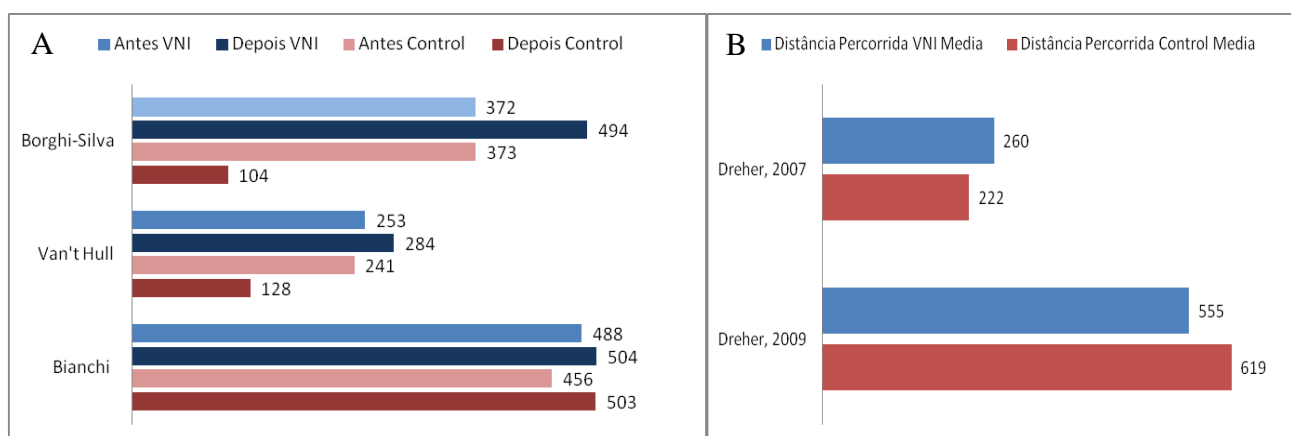 A
Antes VNI Depois VNI Antes Control Depois Control
Borghi-Silva
372
494
373
104
Van't Hull
253
284
241
128
Bianchi
488
504
456
503
B
Distância Percorrida VNI Media Distância Percorrida Control Media
Dreher, 2007
260
222
Dreher, 2009
555
619